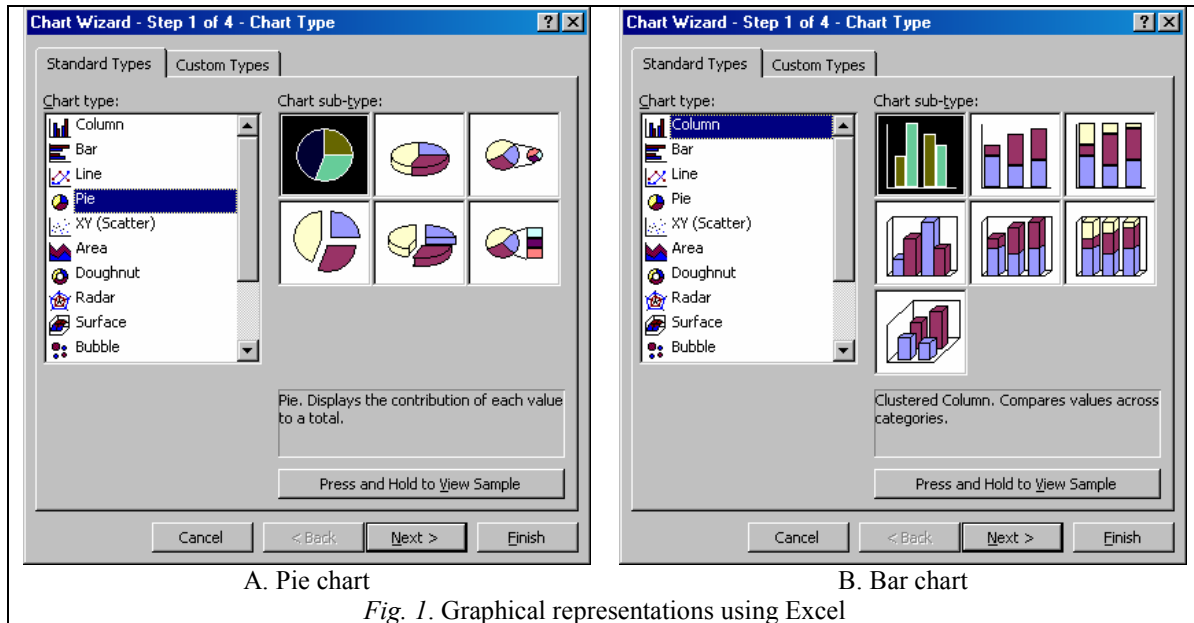 Chart Wizard - Step 1 of 4 - Chart Type
Standard Types
Custom Types
Chart type:
Column
Bar
Line
Pie
XY (Scatter)
Area
Doughnut
Radar
Surface
Bubble
Chart sub-type:
Pie. Displays the contribution of each value
to a total.
Press and Hold to View Sample
Cancel
< Back
Next >
Finish
A. Pie chart
Chart Wizard - Step 1 of 4 - Chart Type
Standard Types
Custom Types
Chart type:
Column
Bar
Line
Pie
XY (Scatter)
Area
Doughnut
Radar
Surface
Bubble
Chart sub-type:
Clustered Column. Compares values across
categories.
Press and Hold to View Sample
Cancel
< Back
Next >
Finish
B. Bar chart
Fig. 1. Graphical representations using Excel